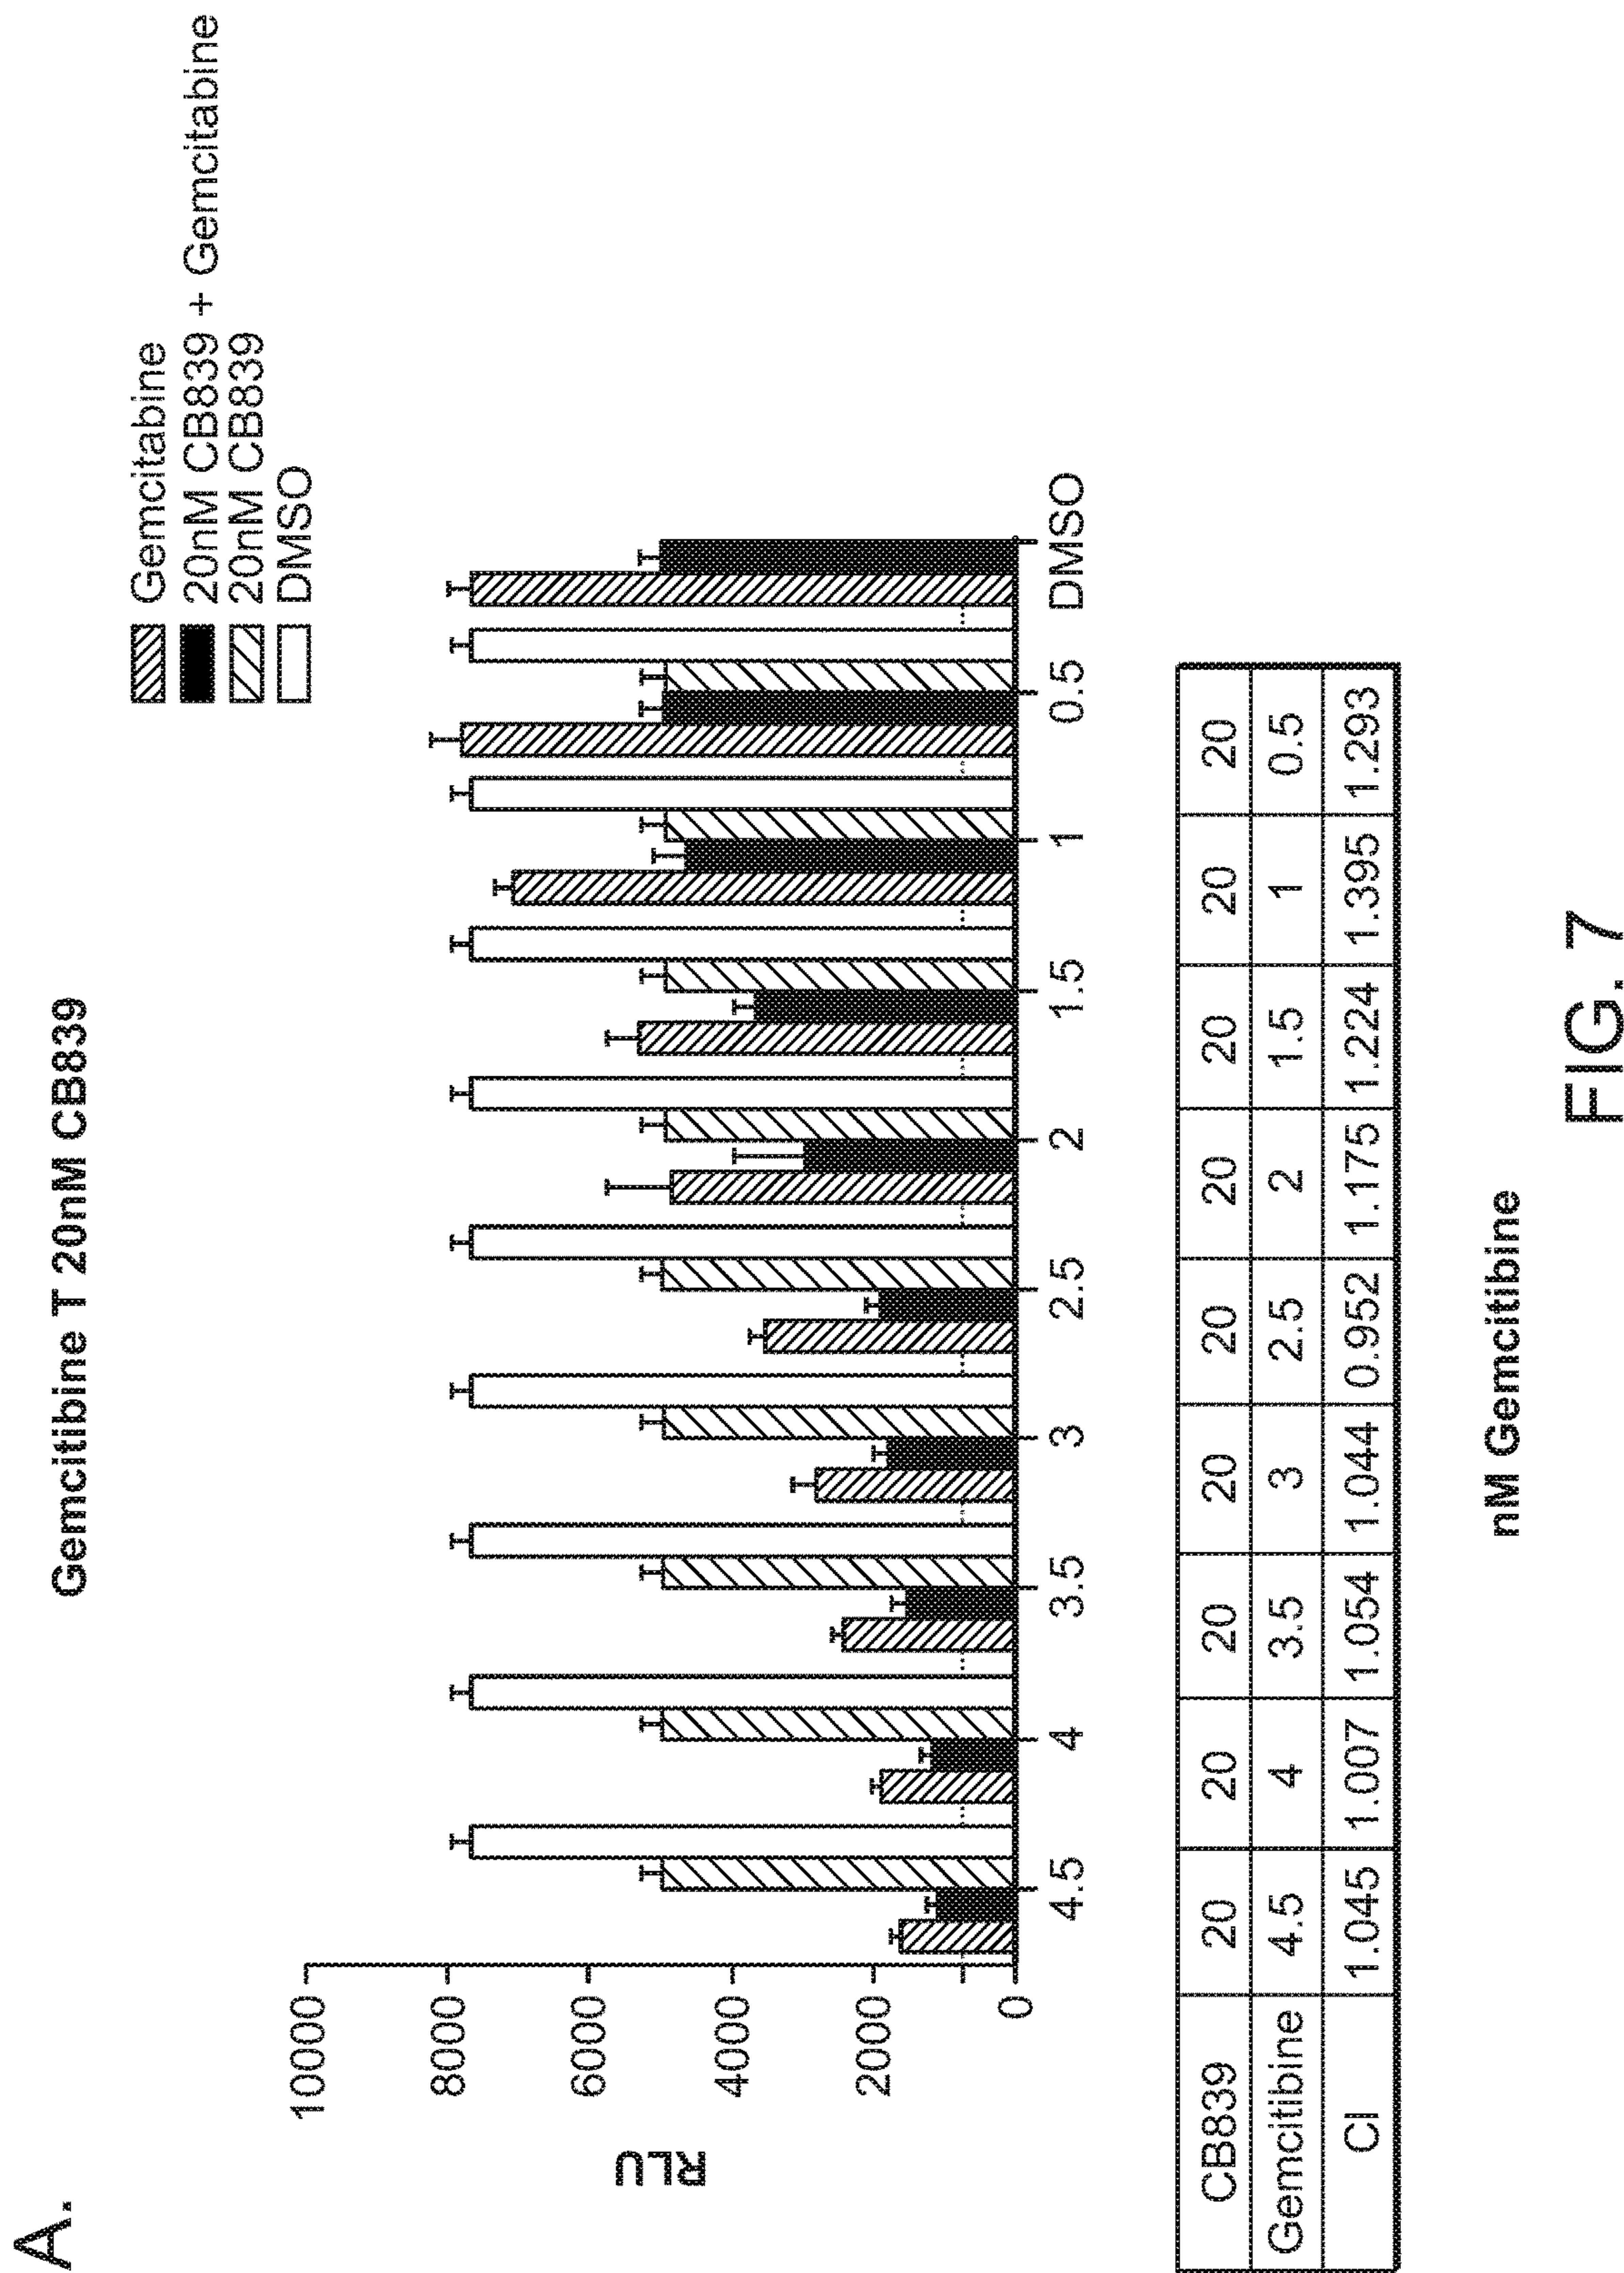 A.
Gemcitibine T 20nM CB839
Gemcitabine
20nM CB839 + Gemcitabine
20nM CB839
DMSO
RLU
10000
8000
6000
4000
2000
0
4.5 4 3.5 3 2.5 2 1.5 1 0.5 DMSO
CB839 20 20 20 20 20 20 20 20 20
Gemcitibine 4.5 4 3.5 3 2.5 2 1.5 1 0.5
CI 1.045 1.007 1.054 1.044 0.952 1.175 1.224 1.395 1.293
nM Gemcitibine
FIG. 7